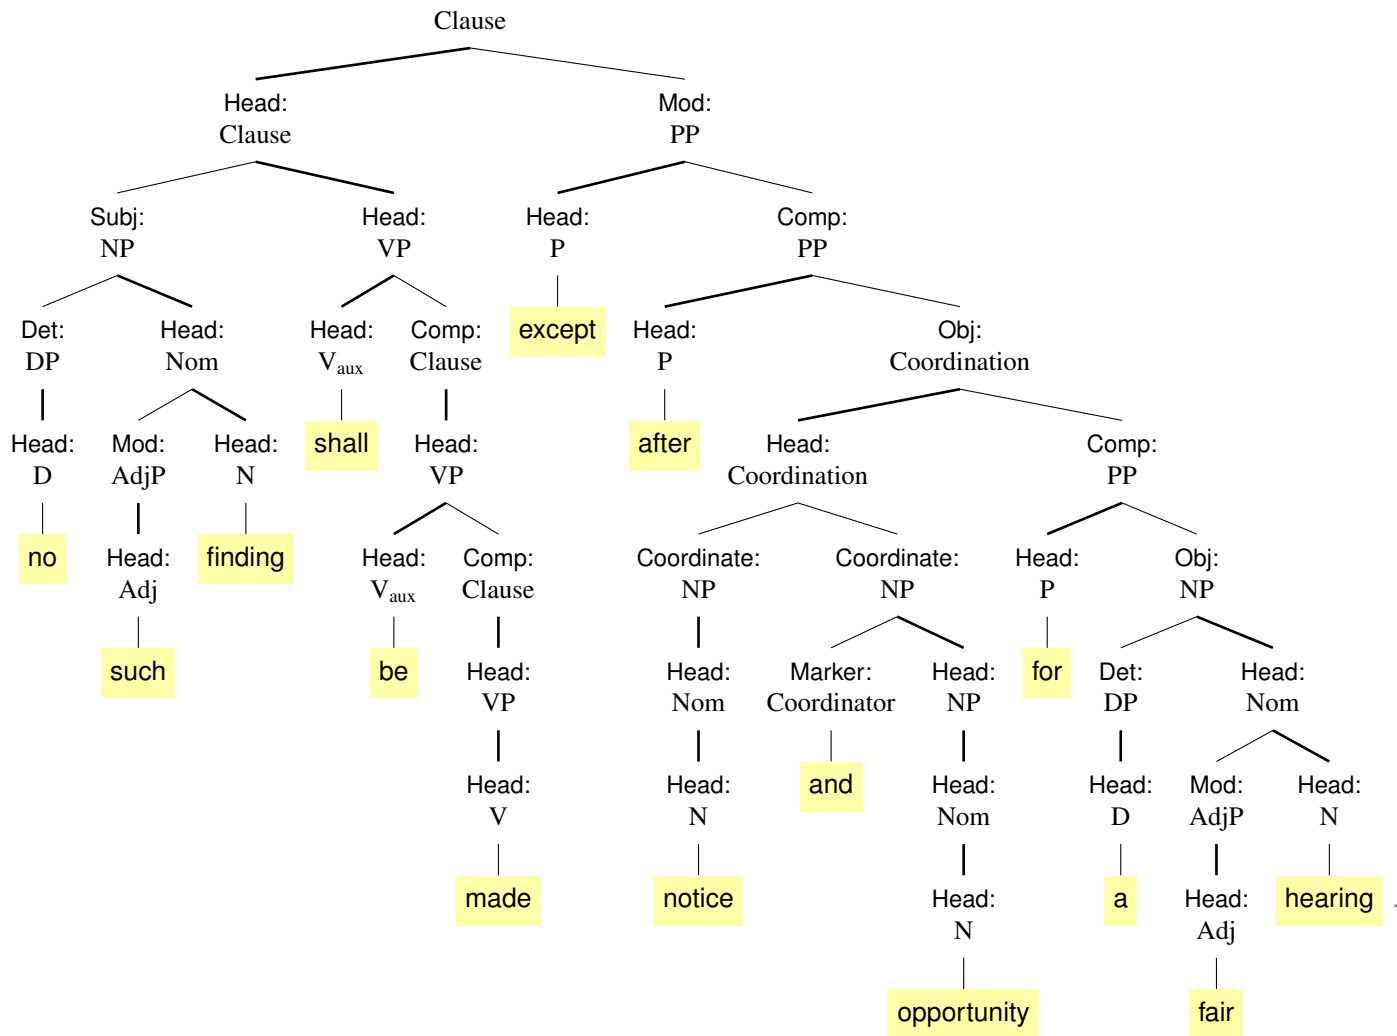 Clause
Head: Mod:
Clause PP
Subj: Head: Head: Comp:
NP VP P PP
Det: Head: Head: Comp: except Head: Obj:
DP Nom Vaux Clause P Coordination
Head: Mod: Head: shall Head: after Head: Comp:
D AdjP N VP Coordination PP
no Head: finding Head: Comp: Coordinate: Coordinate: Head: Obj:
Adj Vaux Clause NP NP P NP
such be Head: Head: Marker: Head: for Det: Head:
VP Nom Coordinator NP DP Nom
Head: Head: and Head: Head: Mod: Head:
V N Nom D AdjP N
made notice Head: a Head: hearing .
N Adj
opportunity fair